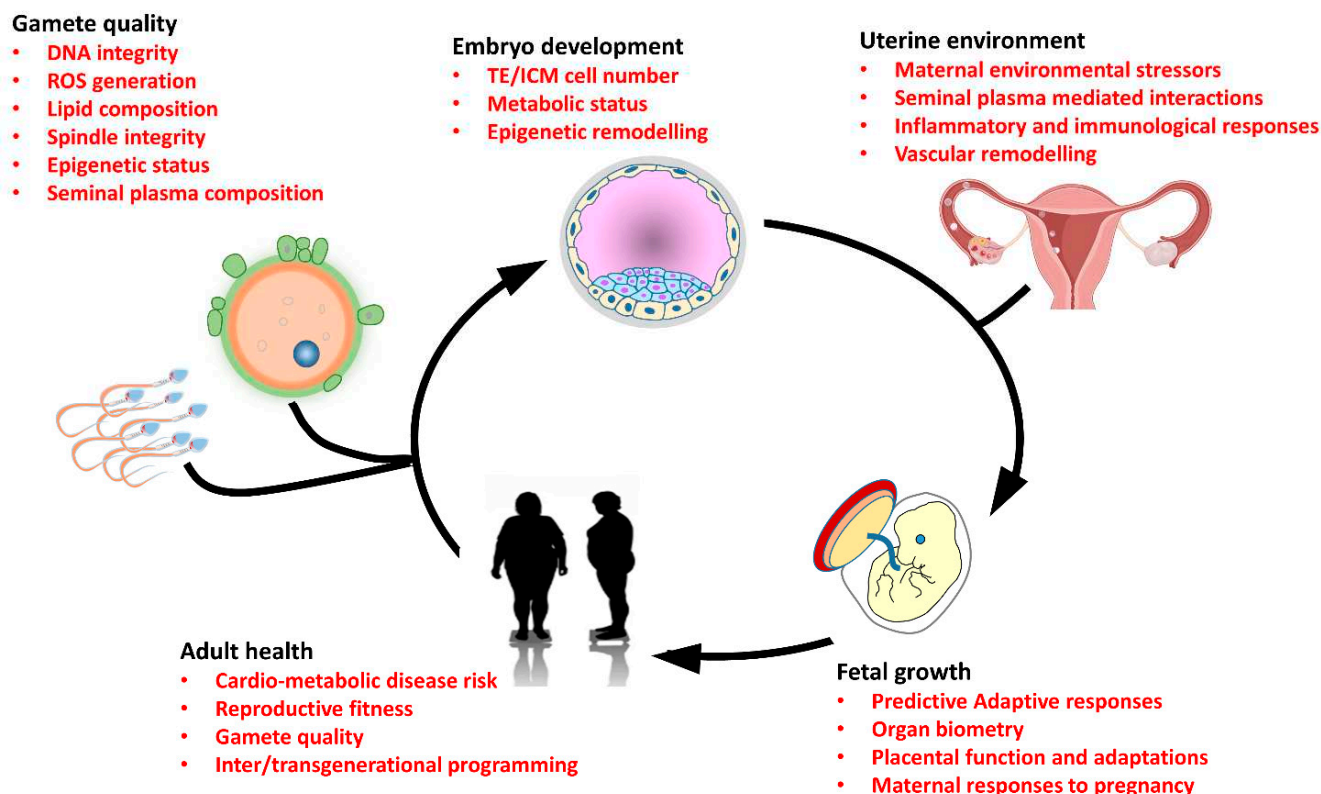 Gamete quality
• DNA integrity
• ROS generation
• Lipid composition
• Spindle integrity
• Epigenetic status
• Seminal plasma composition
Embryo development
• TE/ICM cell number
• Metabolic status
• Epigenetic remodelling
Uterine environment
• Maternal environmental stressors
• Seminal plasma mediated interactions
• Inflammatory and immunological responses
• Vascular remodelling
Adult health
• Cardio-metabolic disease risk
• Reproductive fitness
• Gamete quality
• Inter/transgenerational programming
Fetal growth
• Predictive Adaptive responses
• Organ biometry
• Placental function and adaptations
• Maternal responses to pregnancy